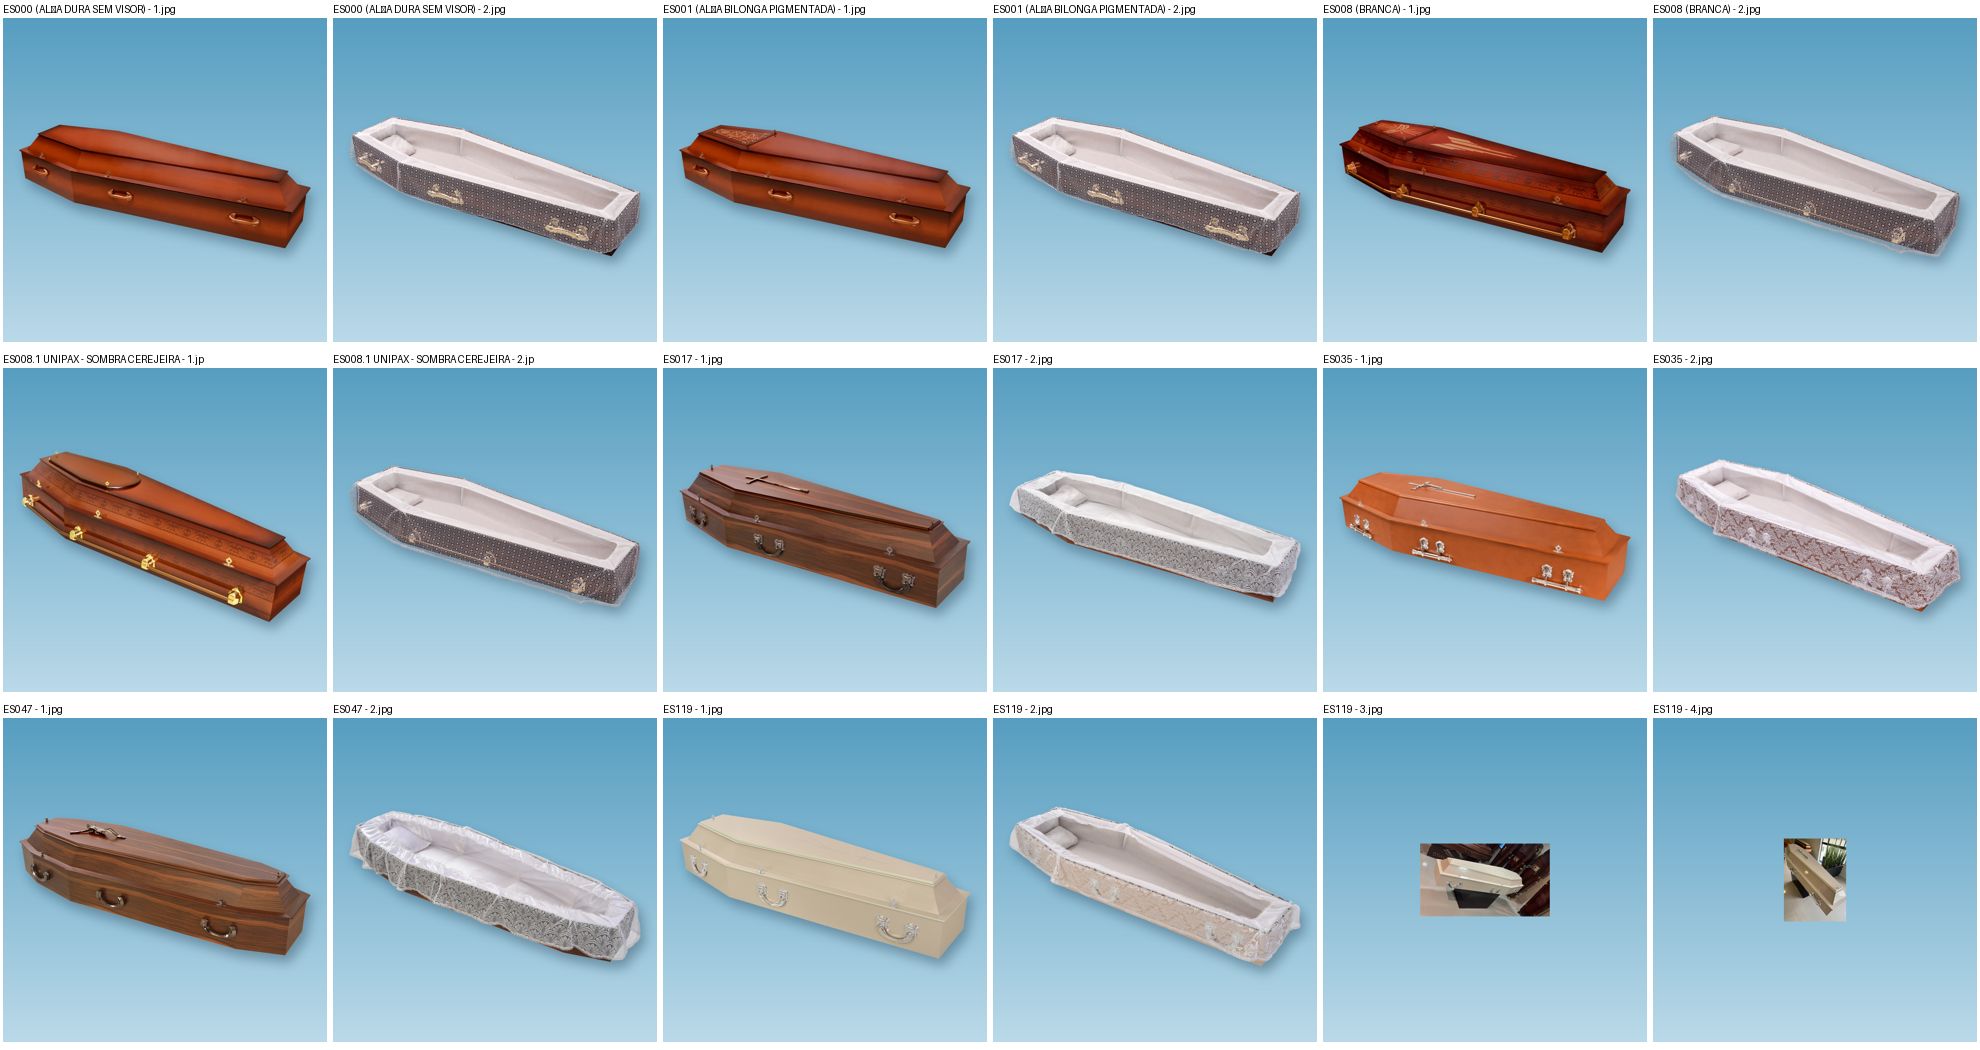 ES000 (AL▯A DURA SEM VISOR) - 1.jpg
ES000 (AL▯A DURA SEM VISOR) - 2.jpg
ES001 (AL▯A BILONGA PIGMENTADA) - 1.jpg
ES001 (AL▯A BILONGA PIGMENTADA) - 2.jpg
ES008 (BRANCA) - 1.jpg
ES008 (BRANCA) - 2.jpg
ES008.1 UNIPAX - SOMBRA CEREJEIRA - 1.jp
ES008.1 UNIPAX - SOMBRA CEREJEIRA - 2.jp
ES017 - 1.jpg
ES017 - 2.jpg
ES035 - 1.jpg
ES035 - 2.jpg
ES047 - 1.jpg
ES047 - 2.jpg
ES119 - 1.jpg
ES119 - 2.jpg
ES119 - 3.jpg
ES119 - 4.jpg